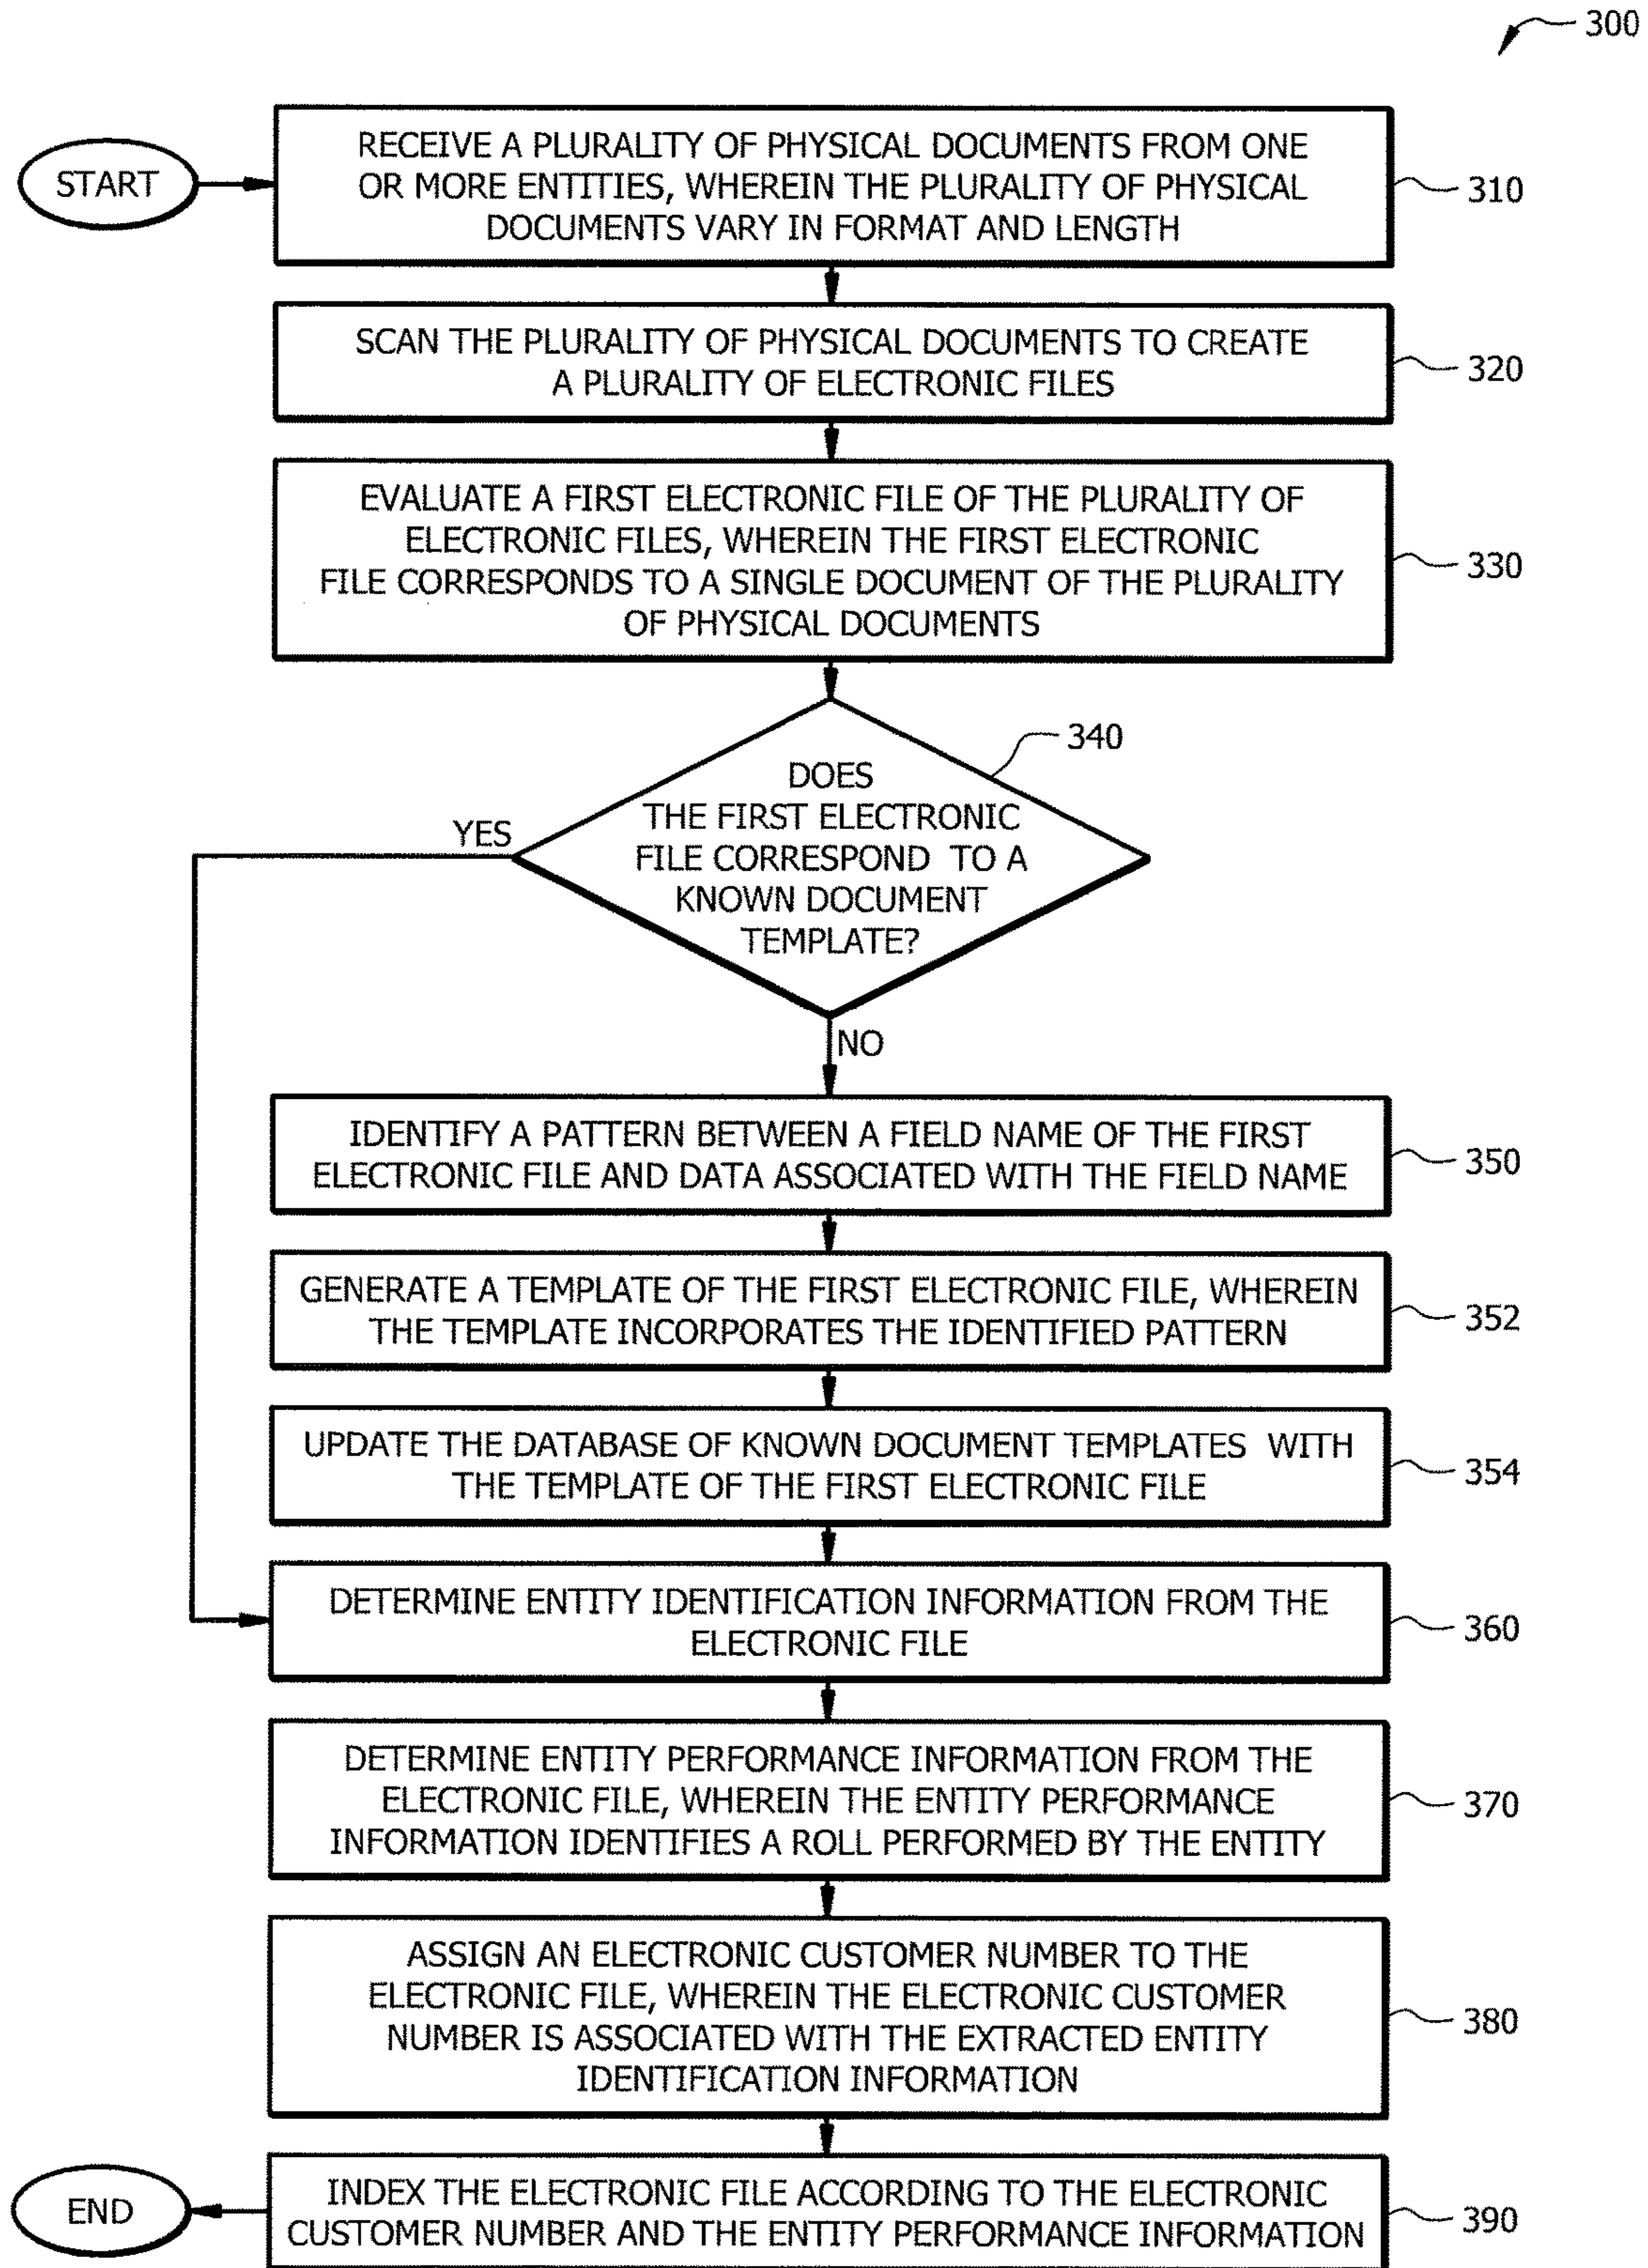 300
START
RECEIVE A PLURALITY OF PHYSICAL DOCUMENTS FROM ONE
OR MORE ENTITIES, WHEREIN THE PLURALITY OF PHYSICAL
DOCUMENTS VARY IN FORMAT AND LENGTH
310
SCAN THE PLURALITY OF PHYSICAL DOCUMENTS TO CREATE
A PLURALITY OF ELECTRONIC FILES
320
EVALUATE A FIRST ELECTRONIC FILE OF THE PLURALITY OF
ELECTRONIC FILES, WHEREIN THE FIRST ELECTRONIC
FILE CORRESPONDS TO A SINGLE DOCUMENT OF THE PLURALITY
OF PHYSICAL DOCUMENTS
330
340
DOES
THE FIRST ELECTRONIC
FILE CORRESPOND TO A
KNOWN DOCUMENT
TEMPLATE?
YES
NO
IDENTIFY A PATTERN BETWEEN A FIELD NAME OF THE FIRST
ELECTRONIC FILE AND DATA ASSOCIATED WITH THE FIELD NAME
350
GENERATE A TEMPLATE OF THE FIRST ELECTRONIC FILE, WHEREIN
THE TEMPLATE INCORPORATES THE IDENTIFIED PATTERN
352
UPDATE THE DATABASE OF KNOWN DOCUMENT TEMPLATES WITH
THE TEMPLATE OF THE FIRST ELECTRONIC FILE
354
DETERMINE ENTITY IDENTIFICATION INFORMATION FROM THE
ELECTRONIC FILE
360
DETERMINE ENTITY PERFORMANCE INFORMATION FROM THE
ELECTRONIC FILE, WHEREIN THE ENTITY PERFORMANCE
INFORMATION IDENTIFIES A ROLL PERFORMED BY THE ENTITY
370
ASSIGN AN ELECTRONIC CUSTOMER NUMBER TO THE
ELECTRONIC FILE, WHEREIN THE ELECTRONIC CUSTOMER
NUMBER IS ASSOCIATED WITH THE EXTRACTED ENTITY
IDENTIFICATION INFORMATION
380
INDEX THE ELECTRONIC FILE ACCORDING TO THE ELECTRONIC
CUSTOMER NUMBER AND THE ENTITY PERFORMANCE INFORMATION
390
END